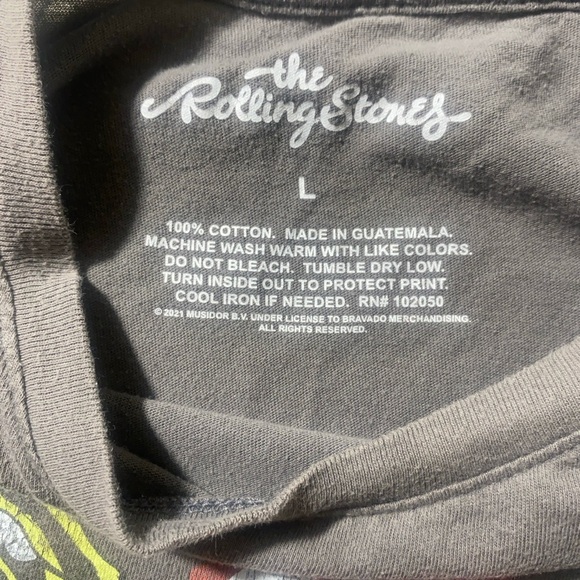 the
Rolling Stones
L
100% COTTON. MADE IN GUATEMALA.
MACHINE WASH WARM WITH LIKE COLORS.
DO NOT BLEACH. TUMBLE DRY LOW.
TURN INSIDE OUT TO PROTECT PRINT.
COOL IRON IF NEEDED. RN# 102050
© 2021 MUSIDOR B.V. UNDER LICENSE TO BRAVADO MERCHANDISING.
ALL RIGHTS RESERVED.